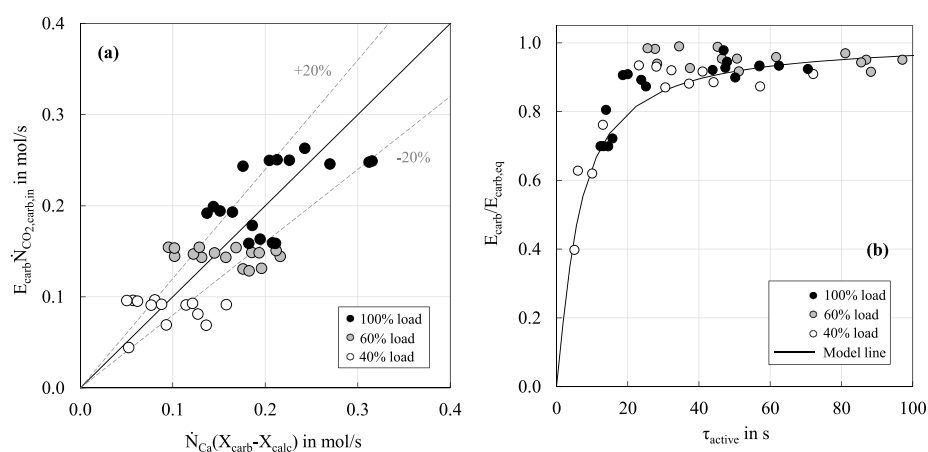 (a)
+20%
-20%
0.4
0.3
0.2
0.1
0.0
0.0 0.1 0.2 0.3 0.4
E_carb Ṅ_CO2,carb,in in mol/s
Ṅ_Ca(X_carb-X_calc) in mol/s
100% load
60% load
40% load
(b)
1.0
0.8
0.6
0.4
0.2
0.0
0 20 40 60 80 100
E_carb/E_carb,eq
τ_active in s
100% load
60% load
40% load
Model line